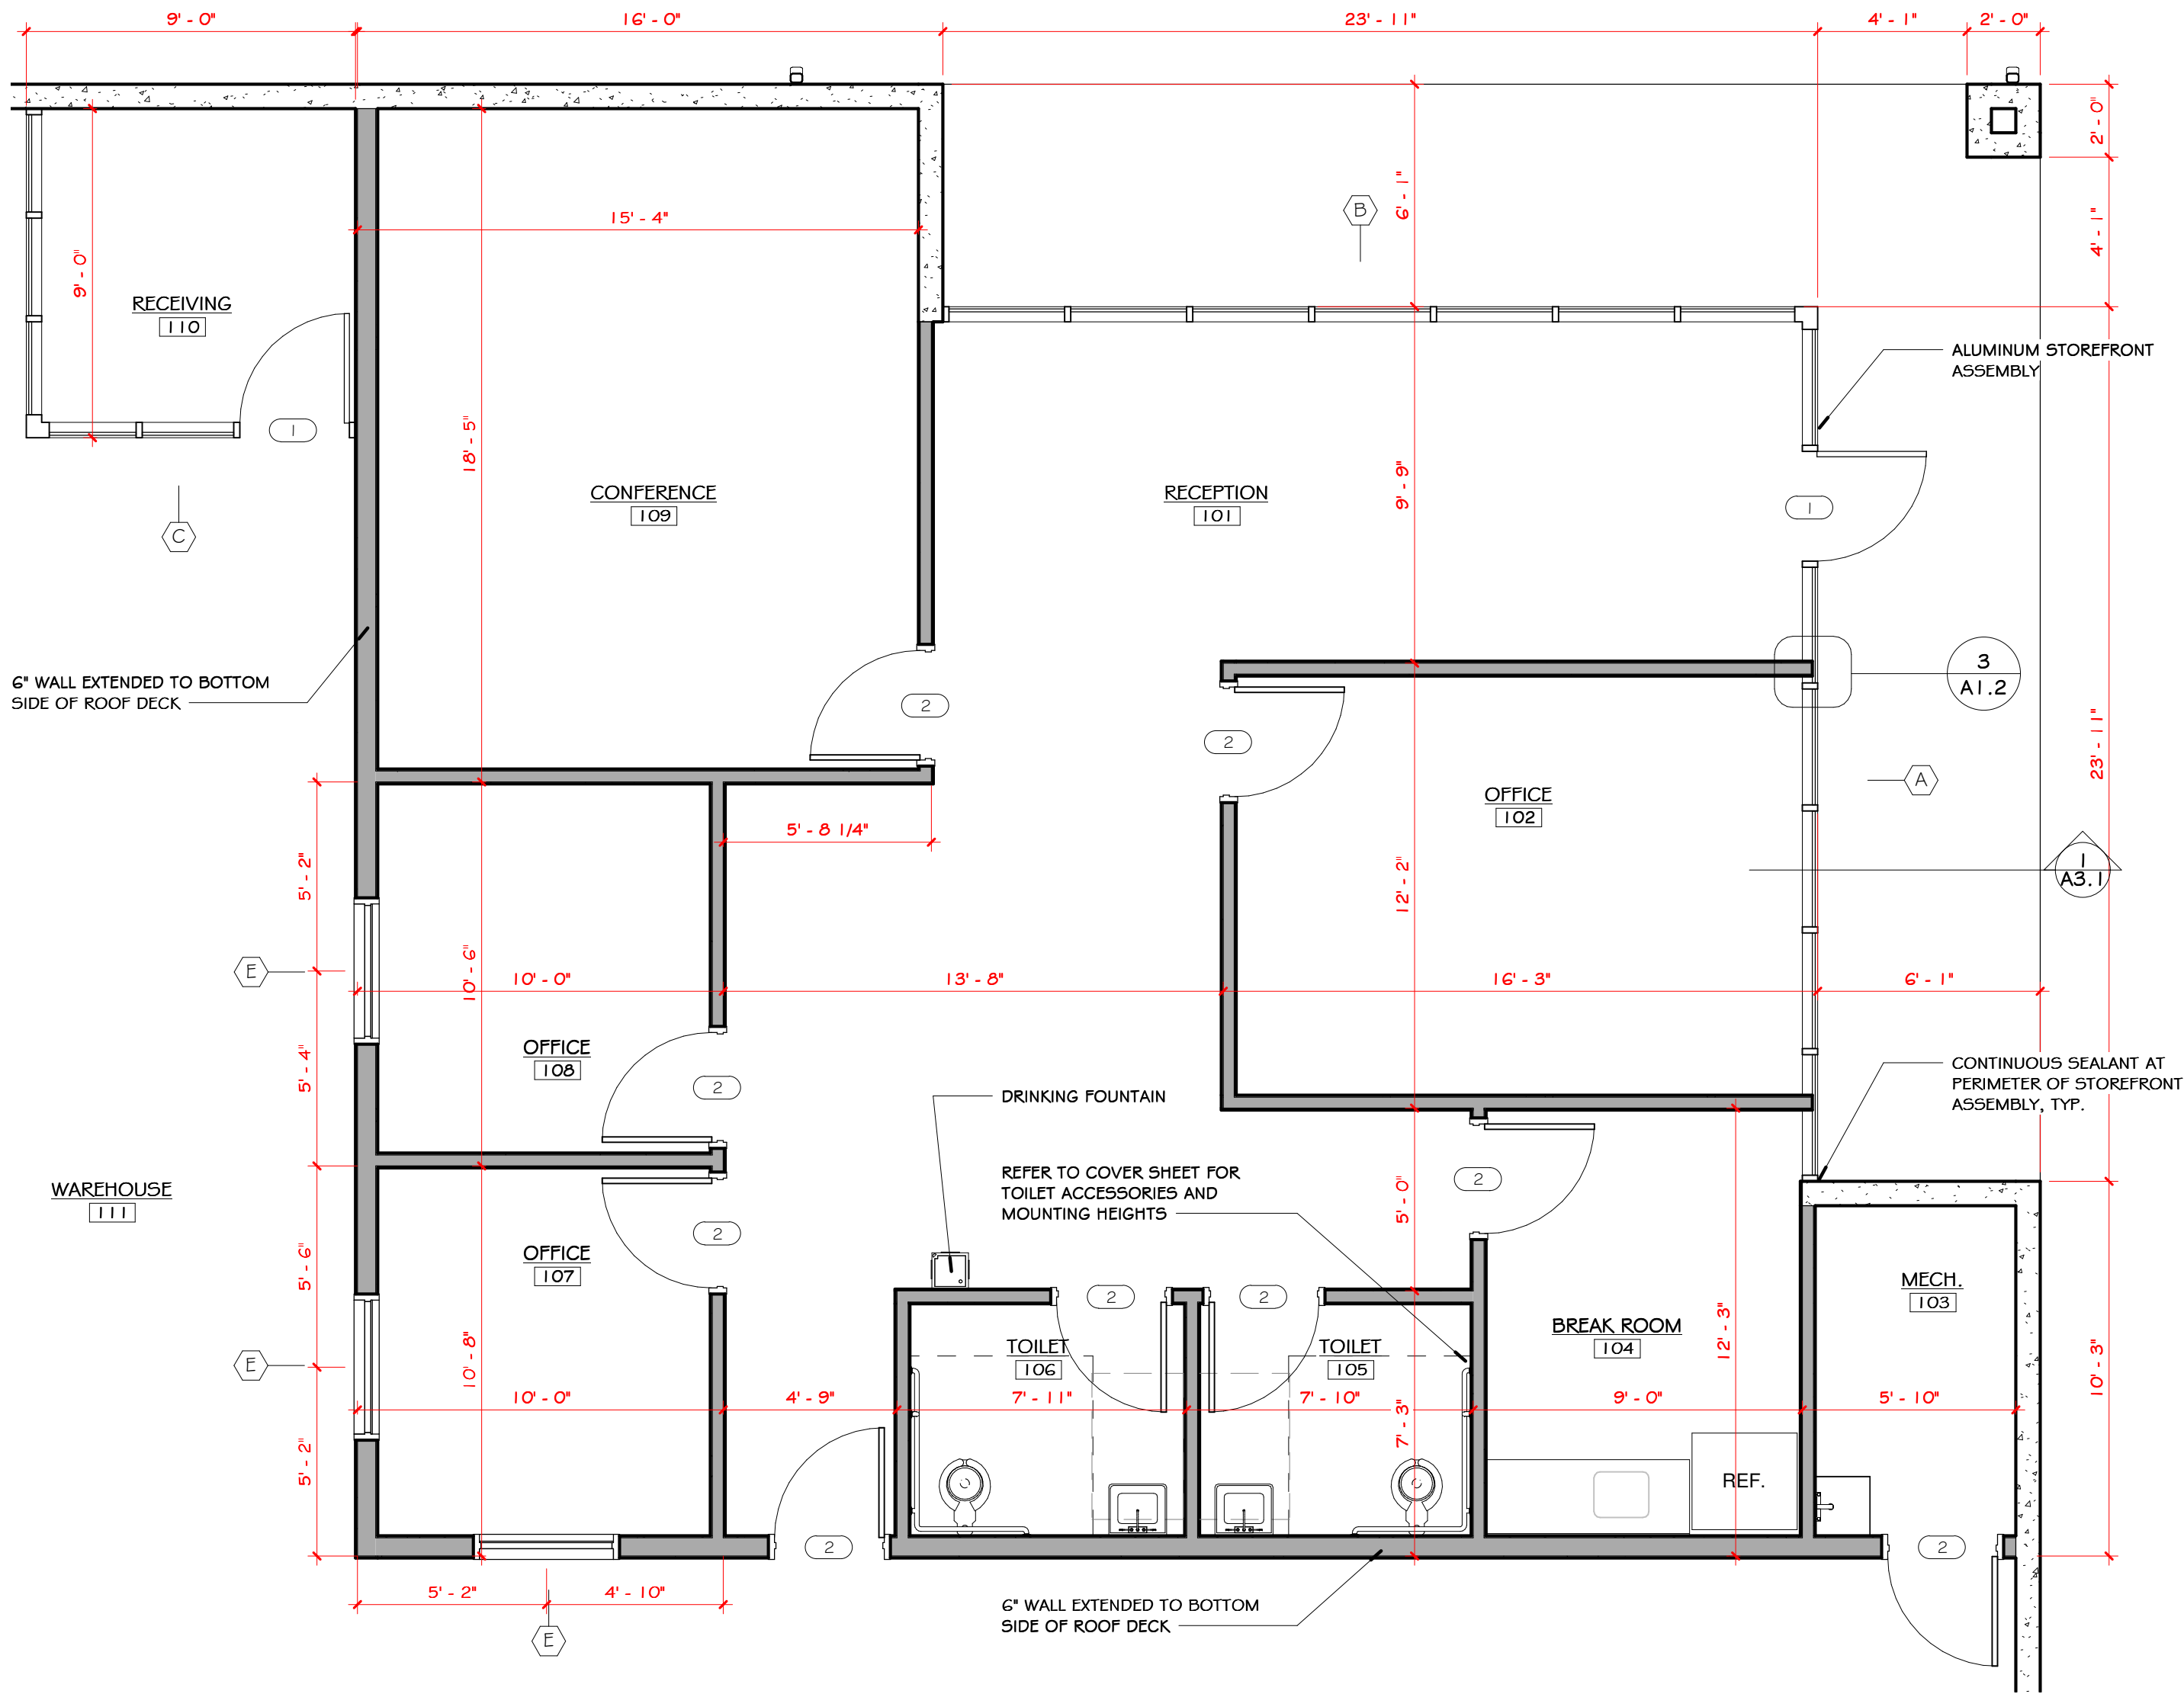 9' - 0"
16' - 0"
23' - 11"
4' - 1"
2' - 0"
2' - 0"
6' - 1"
4' - 1"
B
15' - 4"
9' - 0"
RECEIVING
110
1
ALUMINUM STOREFRONT
ASSEMBLY
18' - 5"
9' - 9"
CONFERENCE
109
RECEPTION
101
1
C
6" WALL EXTENDED TO BOTTOM
SIDE OF ROOF DECK
2
2
3
A1.2
23' - 11"
A
OFFICE
102
5' - 8 1/4"
5' - 2"
12' - 2"
1
A3.1
E
10' - 6"
10' - 0"
13' - 8"
16' - 3"
6' - 1"
5' - 4"
OFFICE
108
2
DRINKING FOUNTAIN
CONTINUOUS SEALANT AT
PERIMETER OF STOREFRONT
ASSEMBLY, TYP.
WAREHOUSE
111
REFER TO COVER SHEET FOR
TOILET ACCESSORIES AND
MOUNTING HEIGHTS
5' - 0"
2
2
5' - 6"
OFFICE
107
2
2
MECH.
103
E
10' - 8"
TOILET
106
TOILET
105
BREAK ROOM
104
12' - 3"
10' - 3"
10' - 0"
4' - 9"
7' - 11"
7' - 10"
7' - 3"
9' - 0"
5' - 10"
5' - 2"
REF.
2
2
5' - 2"
4' - 10"
E
6" WALL EXTENDED TO BOTTOM
SIDE OF ROOF DECK